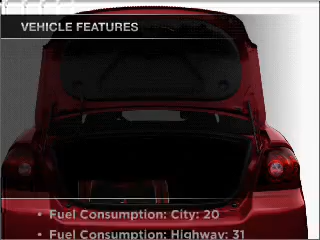 VEHICLE FEATURES
• Fuel Consumption: City: 20
• Fuel Consumption: Highway: 31